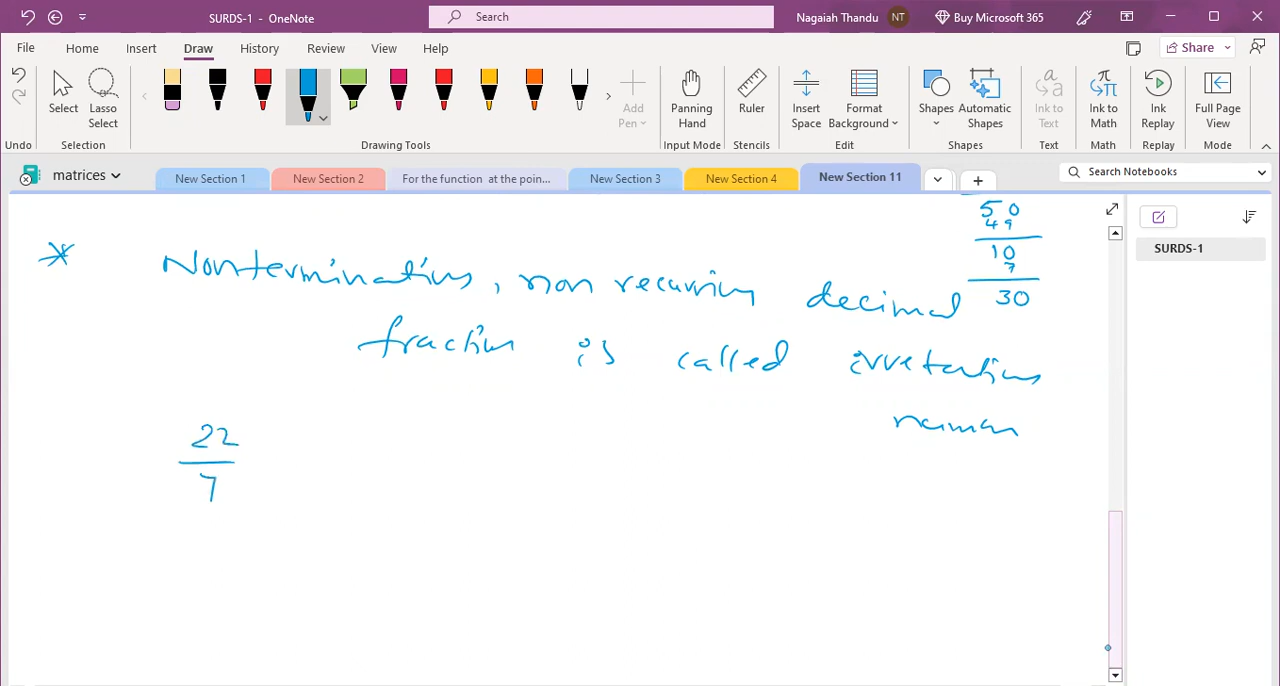 SURDS-1 - OneNote
Search
Nagaiah Thandu NT
Buy Microsoft 365
File Home Insert Draw History Review View Help
Share
Select Lasso Select
Add Pen
Panning Hand
Ruler
Insert Space
Format Background
Shapes
Automatic Shapes
Ink to Text
Ink to Math
Ink Replay
Full Page View
Undo Selection Drawing Tools Input Mode Stencils Edit Shapes Text Math Replay Mode
matrices
New Section 1
New Section 2
For the function at the poin...
New Section 3
New Section 4
New Section 11
+
Search Notebooks
SURDS-1
50
49
10
7
30
* Nonterminating, non recurring decimal
fraction is called
22
7